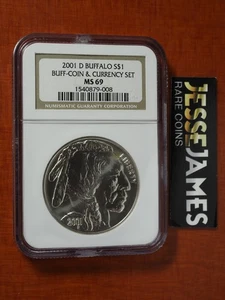 2001 D BUFFALO S$1
BUFF-COIN & CURRENCY SET
MS 69
1540879-008
NUMISMATIC GUARANTY CORPORATION
LIBERTY
2001
JESSE JAMES
RARE COINS